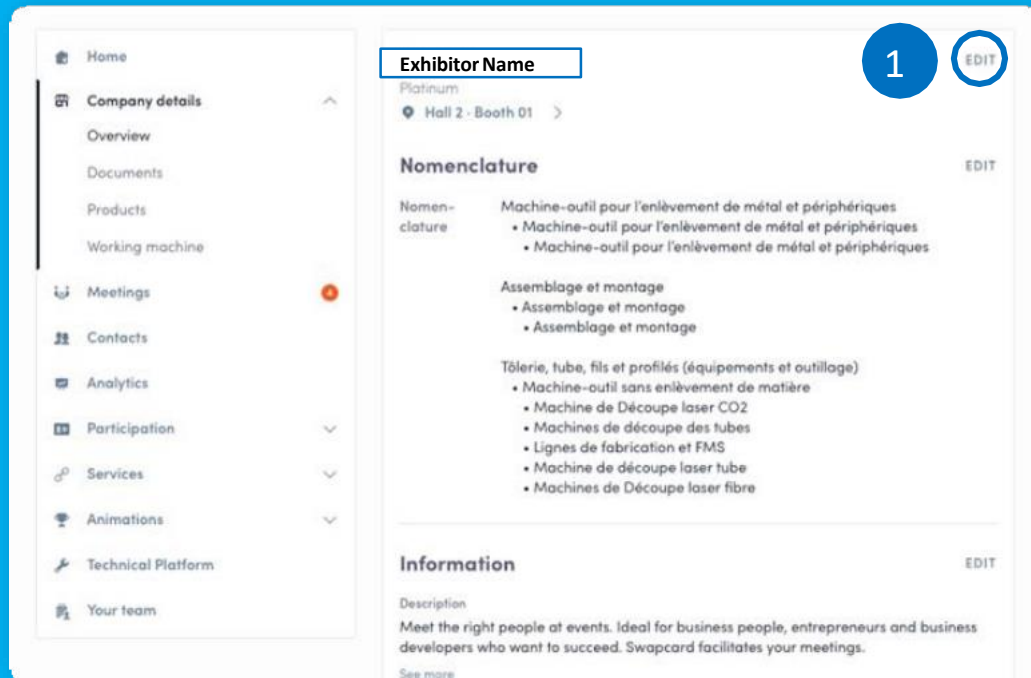 Home
Company details
Overview
Documents
Products
Working machine
Meetings
4
Contacts
Analytics
Participation
Services
Animations
Technical Platform
Your team
Exhibitor Name
1
EDIT
Platinum
Hall 2 - Booth 01
Nomenclature
EDIT
Nomen-
clature
Machine-outil pour l'enlèvement de métal et périphériques
• Machine-outil pour l'enlèvement de métal et périphériques
• Machine-outil pour l'enlèvement de métal et périphériques
Assemblage et montage
• Assemblage et montage
• Assemblage et montage
Tôlerie, tube, fils et profilés (équipements et outillage)
• Machine-outil sans enlèvement de matière
• Machine de Découpe laser CO2
• Machines de découpe des tubes
• Lignes de fabrication et FMS
• Machine de découpe laser tube
• Machines de Découpe laser fibre
Information
EDIT
Description
Meet the right people at events. Ideal for business people, entrepreneurs and business
developers who want to succeed. Swapcard facilitates your meetings.
See more